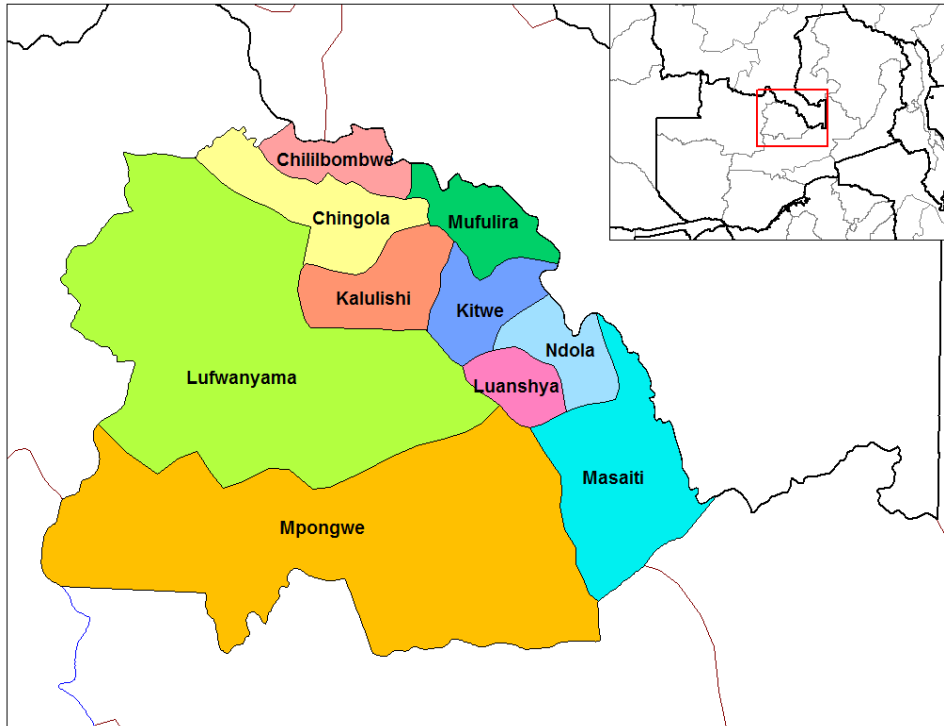 Chililbombwe
Chingola
Mufulira
Kalulishi
Kitwe
Ndola
Lufwanyama
Luanshya
Masaiti
Mpongwe